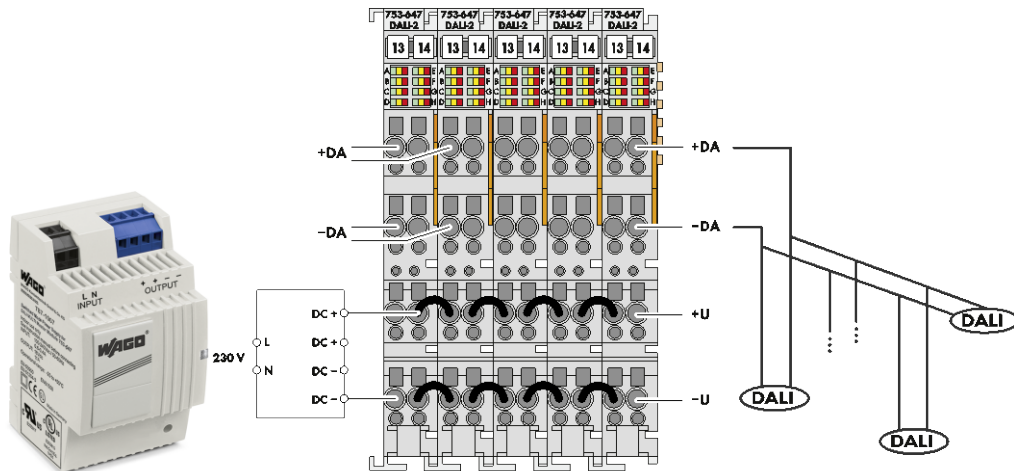 753-647 753-647 753-647 753-647 753-647
DALI-2 DALI-2 DALI-2 DALI-2 DALI-2
13 14 13 14 13 14 13 14 13 14
A E A E A E A E A E
B F B F B F B F B F
C G C G C G C G C G
D H D H D H D H D H
+DA +DA
-DA -DA
WAGO
L N
INPUT
+ + - -
OUTPUT
WAGO
230 V
L
N
DC +
DC +
DC -
DC -
+U
-U
DALI
DALI
DALI